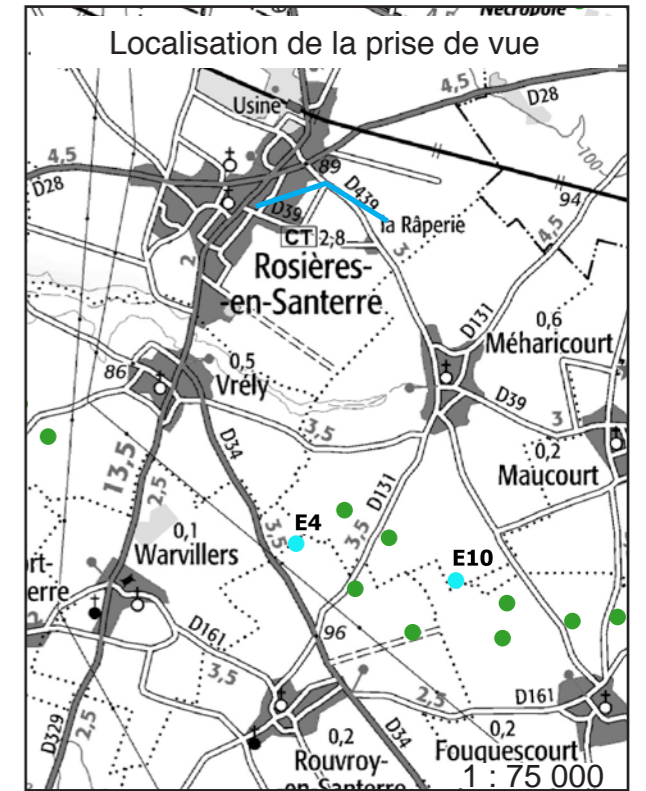 Nécropole
Localisation de la prise de vue
Usine
4,5
D28
4,5
89
100
D28
D439
94
D39
la Râperie
4,5
CT 2,8
3
2
Rosières-
-en-Santerre
D131
0,6
Méharicourt
86
0,5
Vrély
D39
3
3,5
0,2
Maucourt
13,5
D34
2,5
D131
E4
3,5
3,5
0,1
E10
Warvillers
ort-
erre
2
D161
96
3,5
2,5
D161
D329
2,5
0,2
D34
0,2
Rouvroy-
Fouquescourt
en-Santerre
1 : 75 000